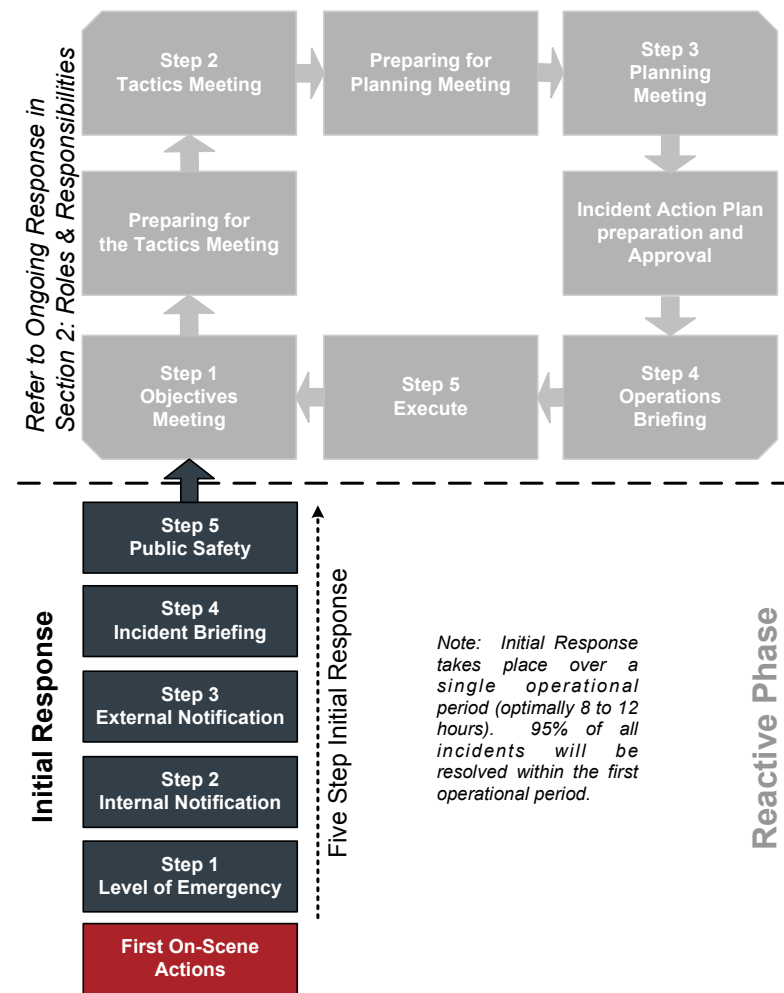 Refer to Ongoing Response in
Section 2: Roles & Responsibilities
Step 2
Tactics Meeting
Preparing for
Planning Meeting
Step 3
Planning
Meeting
Preparing for
the Tactics Meeting
Incident Action Plan
preparation and
Approval
Step 1
Objectives
Meeting
Step 5
Execute
Step 4
Operations
Briefing
Initial Response
Step 5
Public Safety
Step 4
Incident Briefing
Step 3
External Notification
Step 2
Internal Notification
Step 1
Level of Emergency
First On-Scene
Actions
Five Step Initial Response
Note: Initial Response
takes place over a
single operational
period (optimally 8 to 12
hours). 95% of all
incidents will be
resolved within the first
operational period.
Reactive Phase